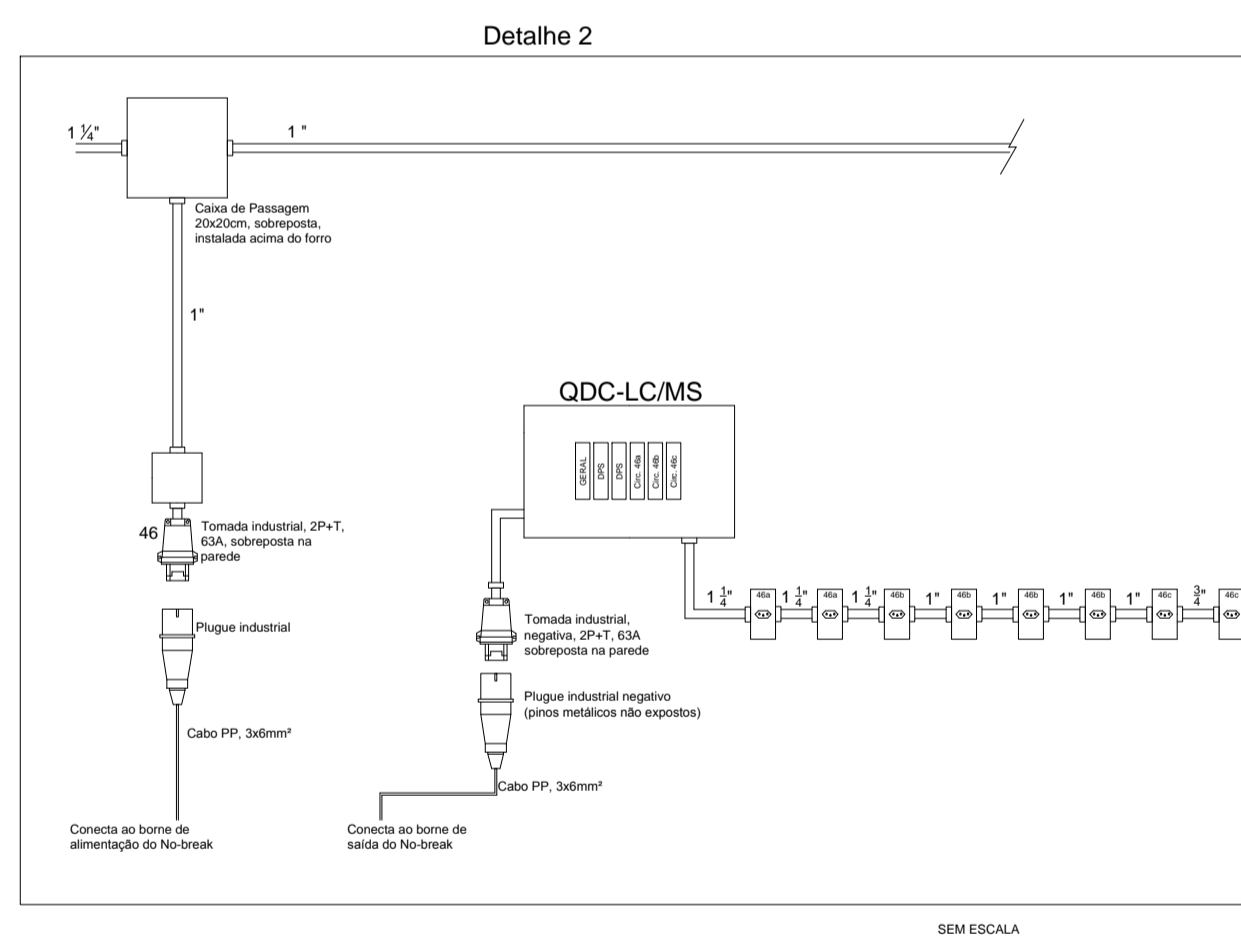 Detalhe 2
1 ¼"
1 "
Caixa de Passagem
20x20cm, sobreposta,
instalada acima do forro
1"
QDC-LC/MS
GERAL
DPS
DPS
Circ. 46a
Circ. 46b
Circ. 46c
46
Tomada industrial, 2P+T,
63A, sobreposta na
parede
Plugue industrial
Cabo PP, 3x6mm²
Conecta ao borne de
alimentação do No-break
Tomada industrial,
negativa, 2P+T, 63A
sobreposta na parede
Plugue industrial negativo
(pinos metálicos não expostos)
Cabo PP, 3x6mm²
Conecta ao borne de
saída do No-break
1 ¼" 46a 1 ¼" 46a 1 ¼" 46b 1" 46b 1" 46b 1" 46b 1" 46c ¾" 46c
SEM ESCALA